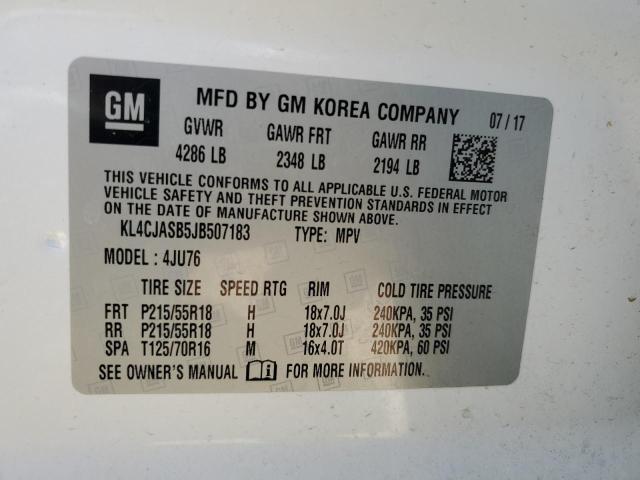 GM MFD BY GM KOREA COMPANY 07/17
GVWR GAWR FRT GAWR RR
4286 LB 2348 LB 2194 LB
THIS VEHICLE CONFORMS TO ALL APPLICABLE U.S. FEDERAL MOTOR
VEHICLE SAFETY AND THEFT PREVENTION STANDARDS IN EFFECT
ON THE DATE OF MANUFACTURE SHOWN ABOVE.
KL4CJASB5JB507183 TYPE: MPV
MODEL: 4JU76
TIRE SIZE SPEED RTG RIM COLD TIRE PRESSURE
FRT P215/55R18 H 18x7.0J 240KPA, 35 PSI
RR P215/55R18 H 18x7.0J 240KPA, 35 PSI
SPA T125/70R16 M 16x4.0T 420KPA, 60 PSI
SEE OWNER'S MANUAL FOR MORE INFORMATION.